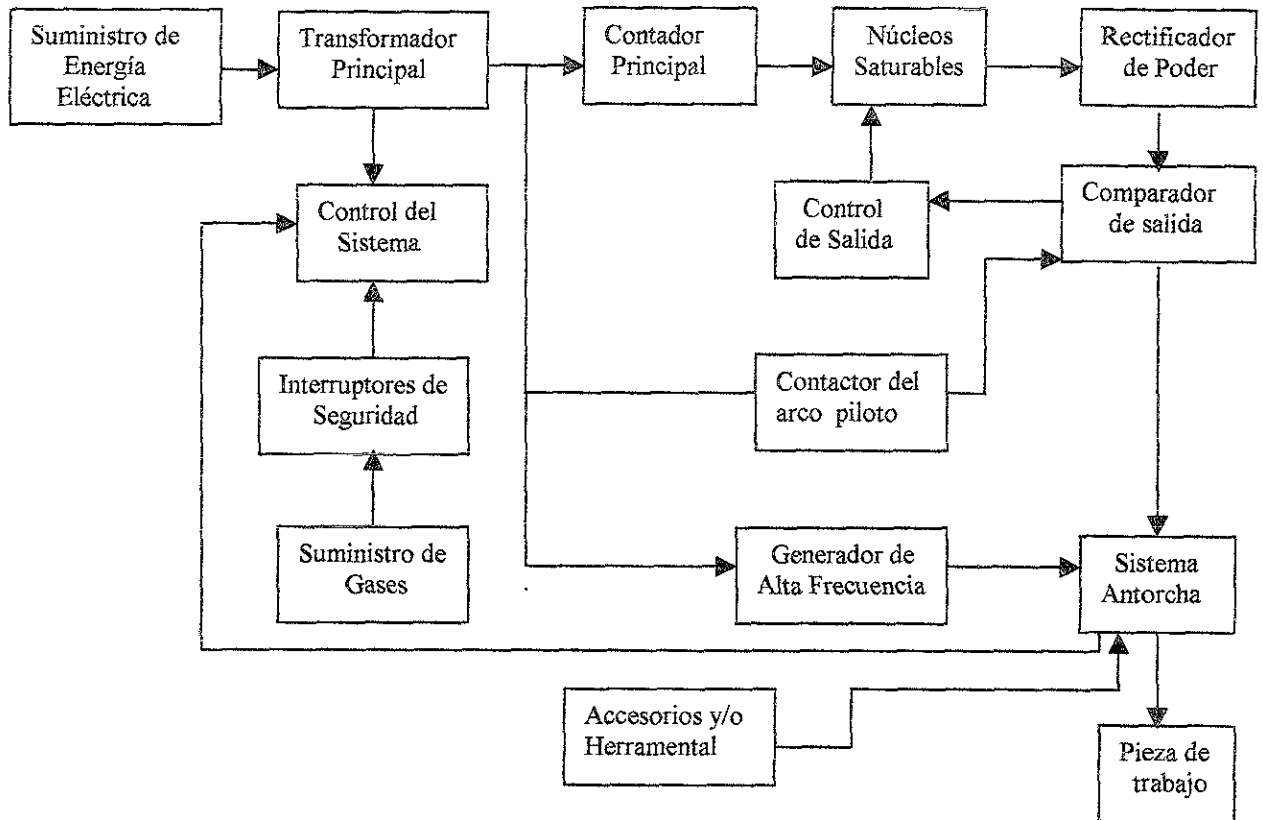 Suministro de
Energía
Eléctrica
Transformador
Principal
Contador
Principal
Núcleos
Saturables
Rectificador
de Poder
Control del
Sistema
Control
de Salida
Comparador
de salida
Interruptores de
Seguridad
Contactor del
arco piloto
Suministro de
Gases
Generador de
Alta Frecuencia
Sistema
Antorcha
Accesorios y/o
Herramental
Pieza de
trabajo